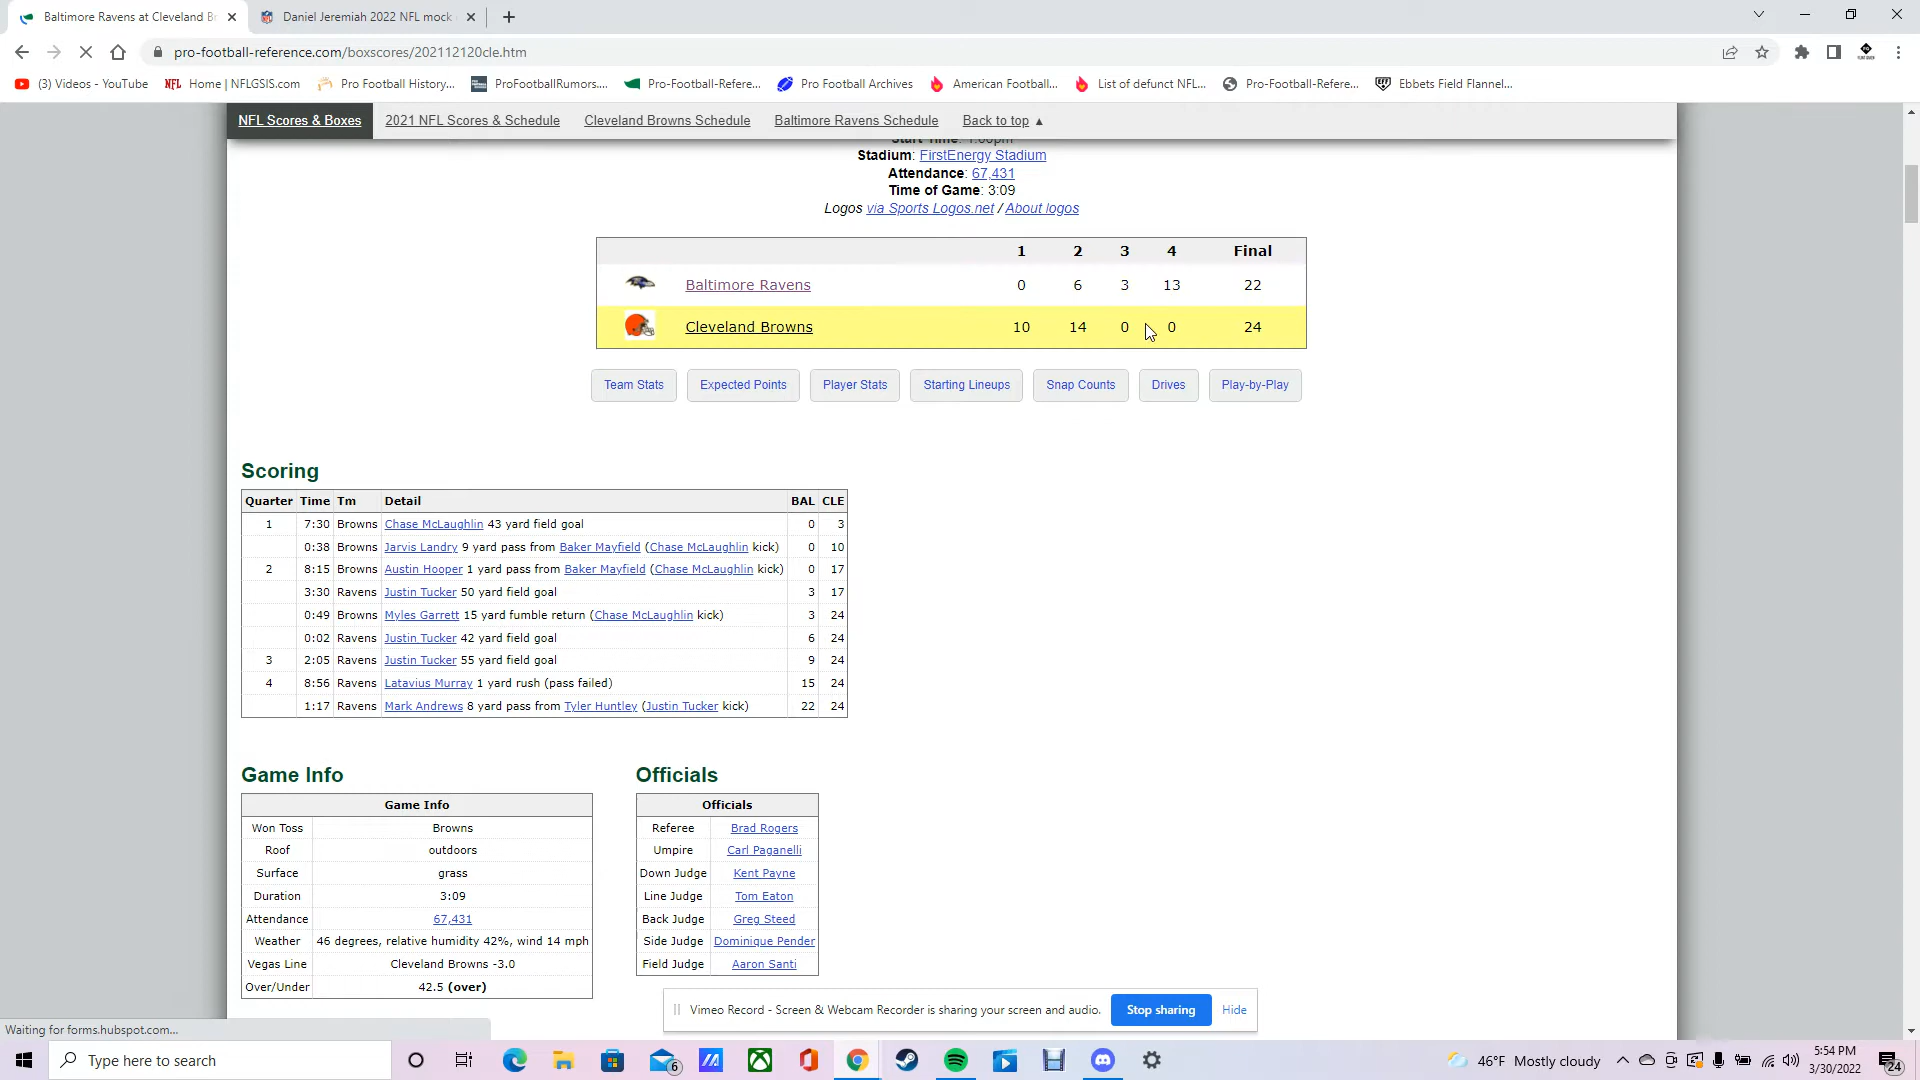 Baltimore Ravens at Cleveland Br
Daniel Jeremiah 2022 NFL mock
pro-football-reference.com/boxscores/202112120cle.htm
(3) Videos - YouTube
NFL Home | NFLGSIS.com
Pro Football History...
ProFootballRumors....
Pro-Football-Refere...
Pro Football Archives
American Football...
List of defunct NFL...
Pro-Football-Refere...
Ebbets Field Flannel...
NFL Scores & Boxes
2021 NFL Scores & Schedule
Cleveland Browns Schedule
Baltimore Ravens Schedule
Back to top ▲
Start Time: 1:00pm
Stadium: FirstEnergy Stadium
Attendance: 67,431
Time of Game: 3:09
Logos via Sports Logos.net / About logos
1 2 3 4 Final
Baltimore Ravens 0 6 3 13 22
Cleveland Browns 10 14 0 0 24
Team Stats
Expected Points
Player Stats
Starting Lineups
Snap Counts
Drives
Play-by-Play
Scoring
Quarter Time Tm Detail BAL CLE
1 7:30 Browns Chase McLaughlin 43 yard field goal 0 3
0:38 Browns Jarvis Landry 9 yard pass from Baker Mayfield (Chase McLaughlin kick) 0 10
2 8:15 Browns Austin Hooper 1 yard pass from Baker Mayfield (Chase McLaughlin kick) 0 17
3:30 Ravens Justin Tucker 50 yard field goal 3 17
0:49 Browns Myles Garrett 15 yard fumble return (Chase McLaughlin kick) 3 24
0:02 Ravens Justin Tucker 42 yard field goal 6 24
3 2:05 Ravens Justin Tucker 55 yard field goal 9 24
4 8:56 Ravens Latavius Murray 1 yard rush (pass failed) 15 24
1:17 Ravens Mark Andrews 8 yard pass from Tyler Huntley (Justin Tucker kick) 22 24
Game Info
Game Info
Won Toss Browns
Roof outdoors
Surface grass
Duration 3:09
Attendance 67,431
Weather 46 degrees, relative humidity 42%, wind 14 mph
Vegas Line Cleveland Browns -3.0
Over/Under 42.5 (over)
Officials
Officials
Referee Brad Rogers
Umpire Carl Paganelli
Down Judge Kent Payne
Line Judge Tom Eaton
Back Judge Greg Steed
Side Judge Dominique Pender
Field Judge Aaron Santi
Vimeo Record - Screen & Webcam Recorder is sharing your screen and audio.
Stop sharing
Hide
Waiting for forms.hubspot.com...
Type here to search
6
46°F Mostly cloudy
5:54 PM
3/30/2022
24